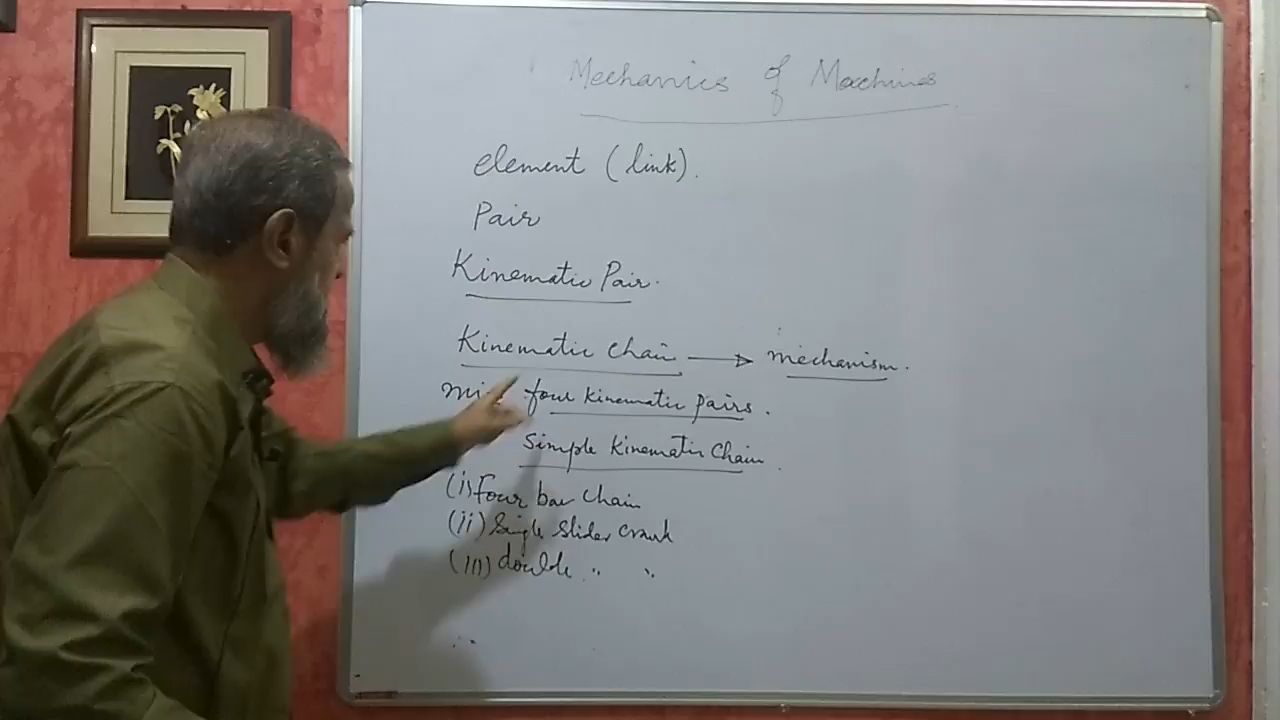 Mechanics of Machines
element (link).
Pair
Kinematic Pair.
Kinematic Chain → mechanism.
four kinematic pairs.
Simple Kinematic Chain.
(i) Four bar chain
(ii) Single slider crank
(iii) double " "